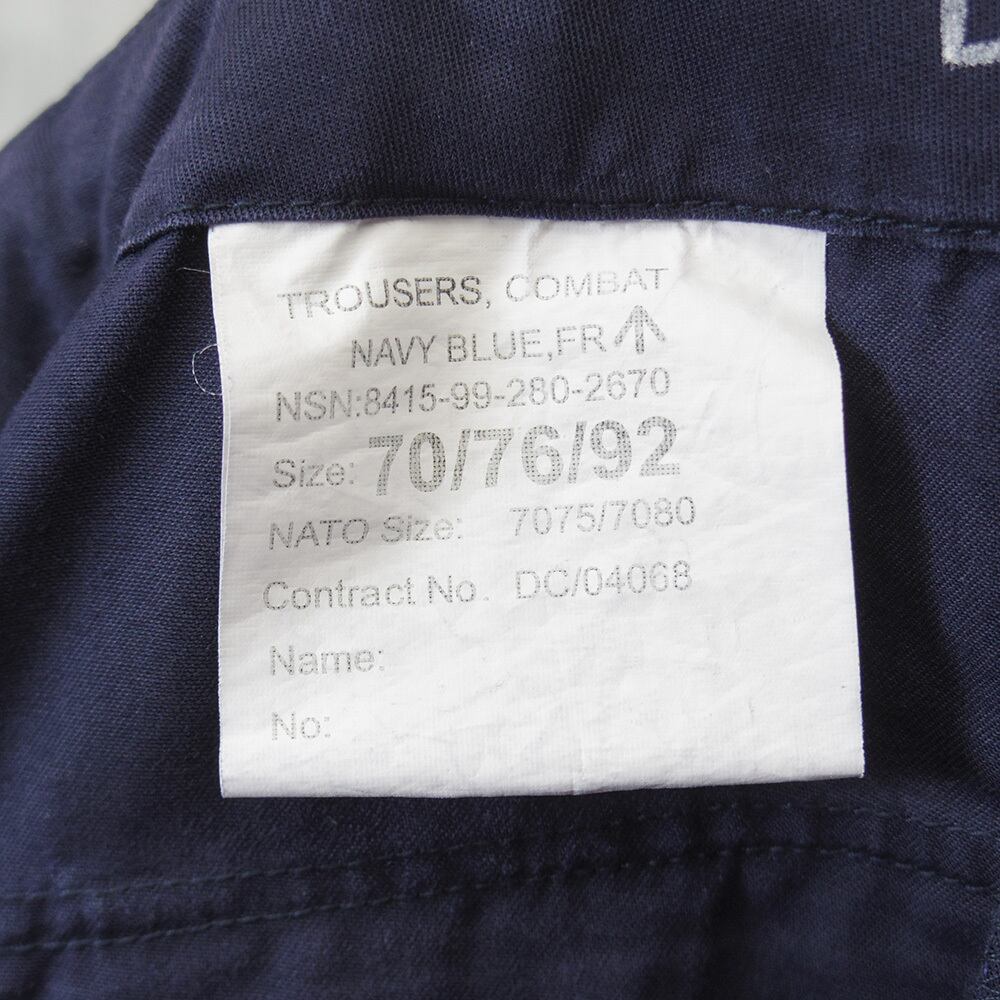 TROUSERS, COMBAT
NAVY BLUE,FR
NSN:8415-99-280-2670
Size: 70/76/92
NATO Size: 7075/7080
Contract No. DC/04068
Name:
No: